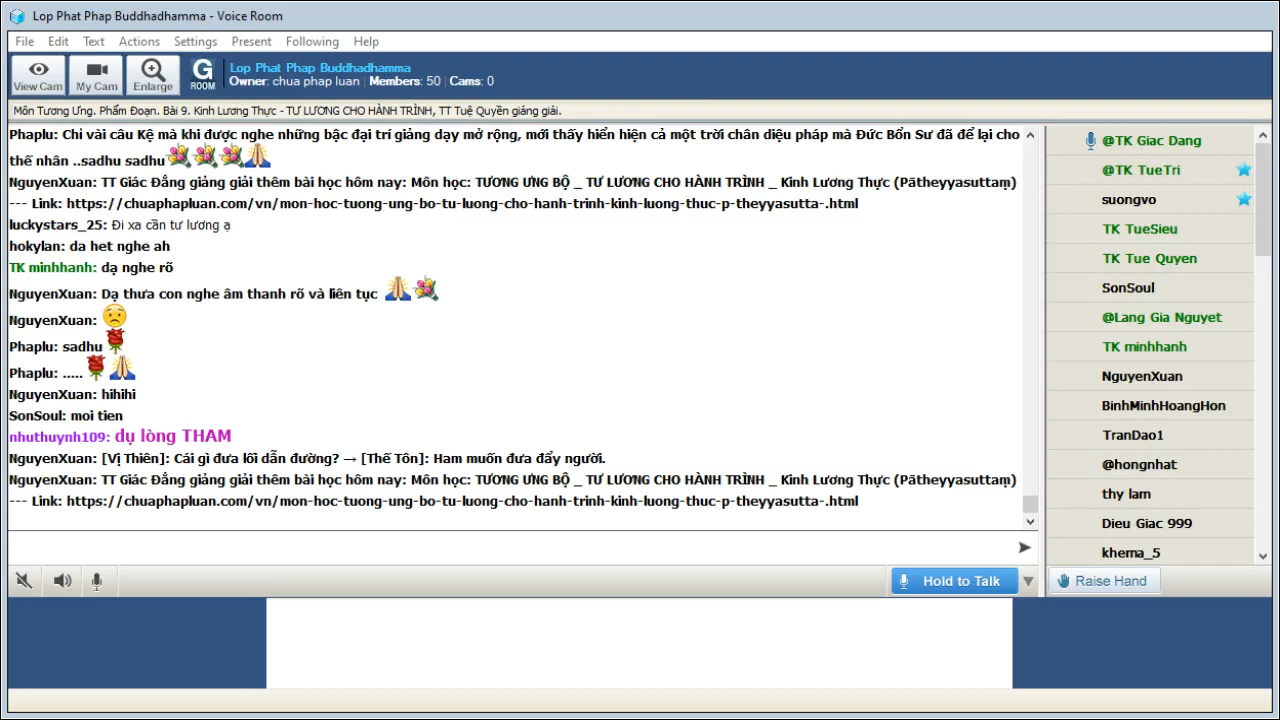 Lop Phat Phap Buddhadhamma - Voice Room
File Edit Text Actions Settings Present Following Help
View Cam My Cam Enlarge G ROOM
Lop Phat Phap Buddhadhamma
Owner: chua phap luan Members: 50 Cams: 0
Môn Tương Ưng. Phẩm Đoạn. Bài 9. Kinh Lương Thực - TƯ LƯƠNG CHO HÀNH TRÌNH, TT Tuệ Quyền giảng giải.
Phaplu: Chỉ vài câu Kệ mà khi được nghe những bậc đại trí giảng dạy mở rộng, mới thấy hiển hiện cả một trời chân diệu pháp mà Đức Bổn Sư đã để lại cho
thế nhân ..sadhu sadhu
NguyenXuan: TT Giác Đẳng giảng giải thêm bài học hôm nay: Môn học: TƯƠNG ƯNG BỘ _ TƯ LƯƠNG CHO HÀNH TRÌNH _ Kinh Lương Thực (Pātheyyasuttaṃ)
--- Link: https://chuaphapluan.com/vn/mon-hoc-tuong-ung-bo-tu-luong-cho-hanh-trinh-kinh-luong-thuc-p-theyyasutta-.html
luckystars_25: Đi xa cần tư lương ạ
hokylan: da het nghe ah
TK minhhanh: dạ nghe rõ
NguyenXuan: Dạ thưa con nghe âm thanh rõ và liên tục
NguyenXuan:
Phaplu: sadhu
Phaplu: .....
NguyenXuan: hihihi
SonSoul: moi tien
nhuthuynh109: dụ lòng THAM
NguyenXuan: [Vị Thiên]: Cái gì đưa lối dẫn đường? → [Thế Tôn]: Ham muốn đưa đẩy người.
NguyenXuan: TT Giác Đẳng giảng giải thêm bài học hôm nay: Môn học: TƯƠNG ƯNG BỘ _ TƯ LƯƠNG CHO HÀNH TRÌNH _ Kinh Lương Thực (Pātheyyasuttaṃ)
--- Link: https://chuaphapluan.com/vn/mon-hoc-tuong-ung-bo-tu-luong-cho-hanh-trinh-kinh-luong-thuc-p-theyyasutta-.html
Hold to Talk
@TK Giac Dang
@TK TueTri
suongvo
TK TueSieu
TK Tue Quyen
SonSoul
@Lang Gia Nguyet
TK minhhanh
NguyenXuan
BinhMinhHoangHon
TranDao1
@hongnhat
thy lam
Dieu Giac 999
khema_5
Raise Hand